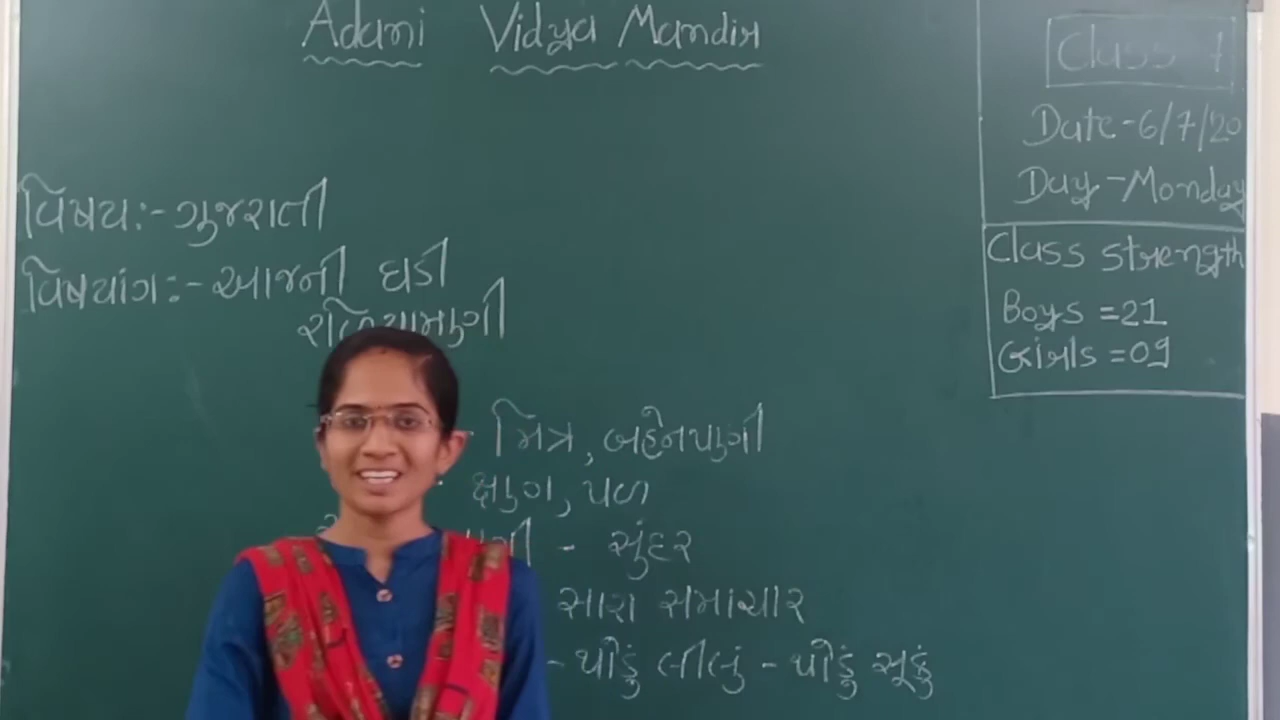 Adani Vidya Mandir
Class 7
Date-6/7/20
Day-Monday
Class strength
Boys =21
Girls =09
વિષય:- ગુજરાતી
વિષયાંગ:- આજની ઘડી
રળિયામણી
- મિત્ર, બહેનપણી
ક્ષણ, પળ
- સુંદર
સારા સમાચાર
- થોડું લીલું - થોડું સૂકું